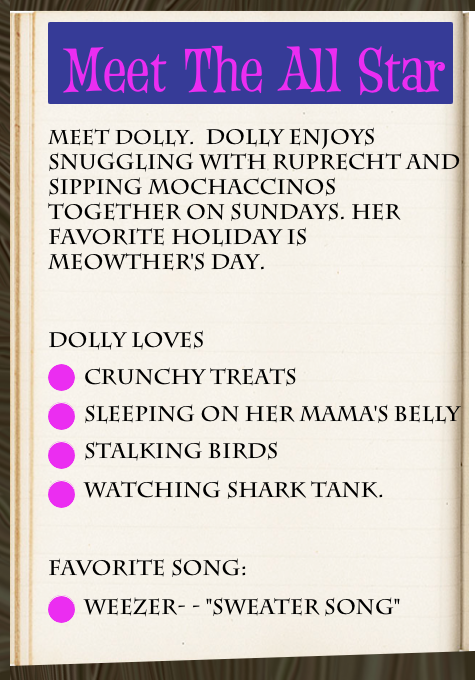 Meet The All Star
MEET DOLLY. DOLLY ENJOYS
SNUGGLING WITH RUPRECHT AND
SIPPING MOCHACCINOS
TOGETHER ON SUNDAYS. HER
FAVORITE HOLIDAY IS
MEOWTHER'S DAY.
DOLLY LOVES
CRUNCHY TREATS
SLEEPING ON HER MAMA'S BELLY
STALKING BIRDS
WATCHING SHARK TANK.
FAVORITE SONG:
WEEZER- - "SWEATER SONG"